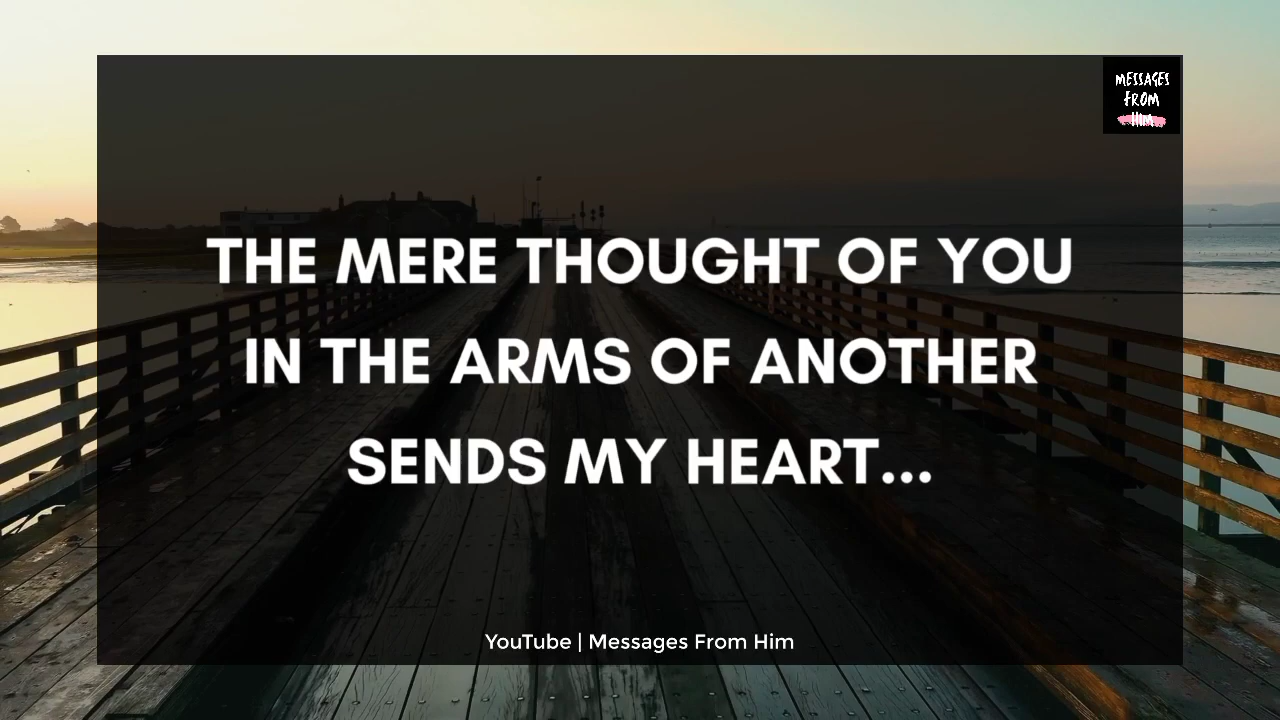 MESSAGES
FROM
HIM
THE MERE THOUGHT OF YOU
IN THE ARMS OF ANOTHER
SENDS MY HEART...
YouTube | Messages From Him